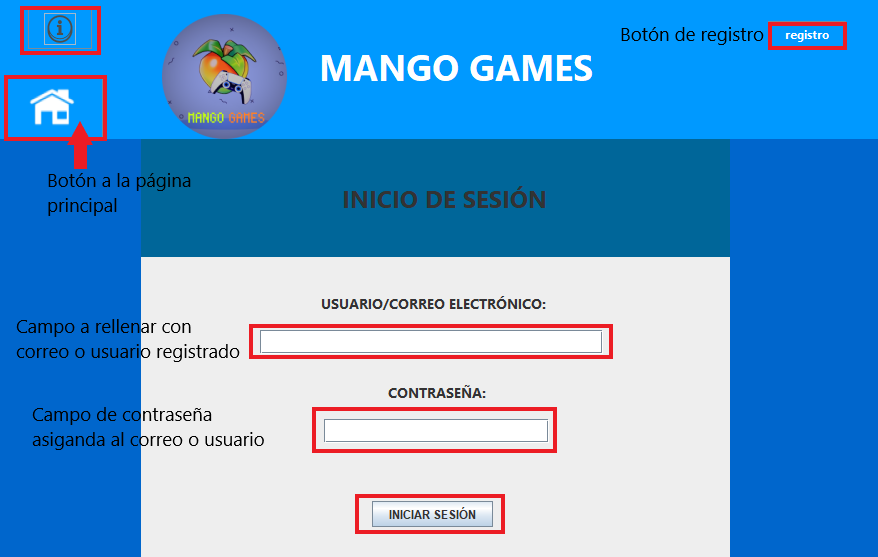 Botón de registro
registro
MANGO GAMES
MANGO GAMES
Botón a la página
principal
INICIO DE SESIÓN
USUARIO/CORREO ELECTRÓNICO:
Campo a rellenar con
correo o usuario registrado
CONTRASEÑA:
Campo de contraseña
asiganda al correo o usuario
INICIAR SESIÓN